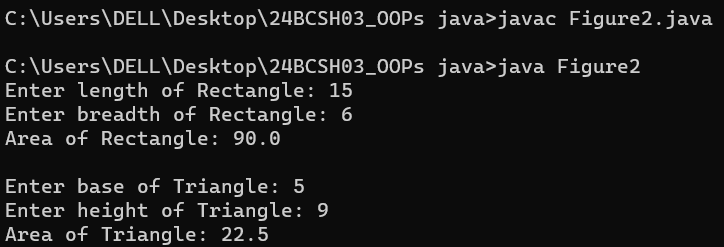 C:\Users\DELL\Desktop\24BCSH03_OOPs java>javac Figure2.java
C:\Users\DELL\Desktop\24BCSH03_OOPs java>java Figure2
Enter length of Rectangle: 15
Enter breadth of Rectangle: 6
Area of Rectangle: 90.0
Enter base of Triangle: 5
Enter height of Triangle: 9
Area of Triangle: 22.5